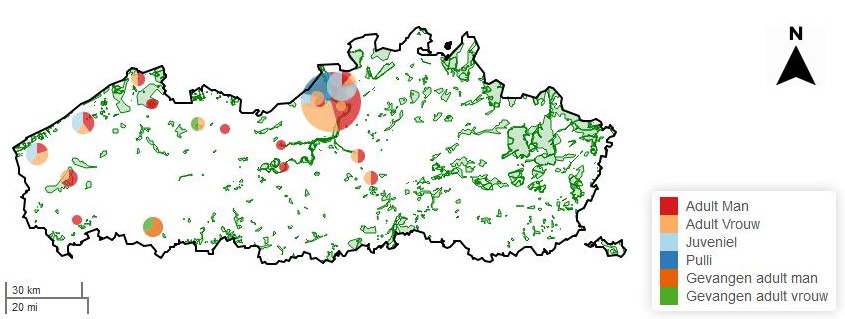 N
Adult Man
Adult Vrouw
Juveniel
Pulli
Gevangen adult man
Gevangen adult vrouw
30 km
20 mi